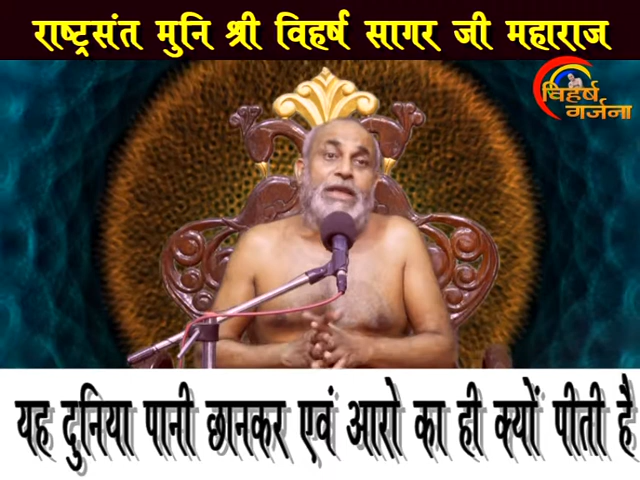 राष्ट्रसंत मुनि श्री विहर्ष सागर जी महाराज
विहर्ष
गर्जना
यह दुनिया पानी छानकर एवं आरो का ही क्यों पीती है